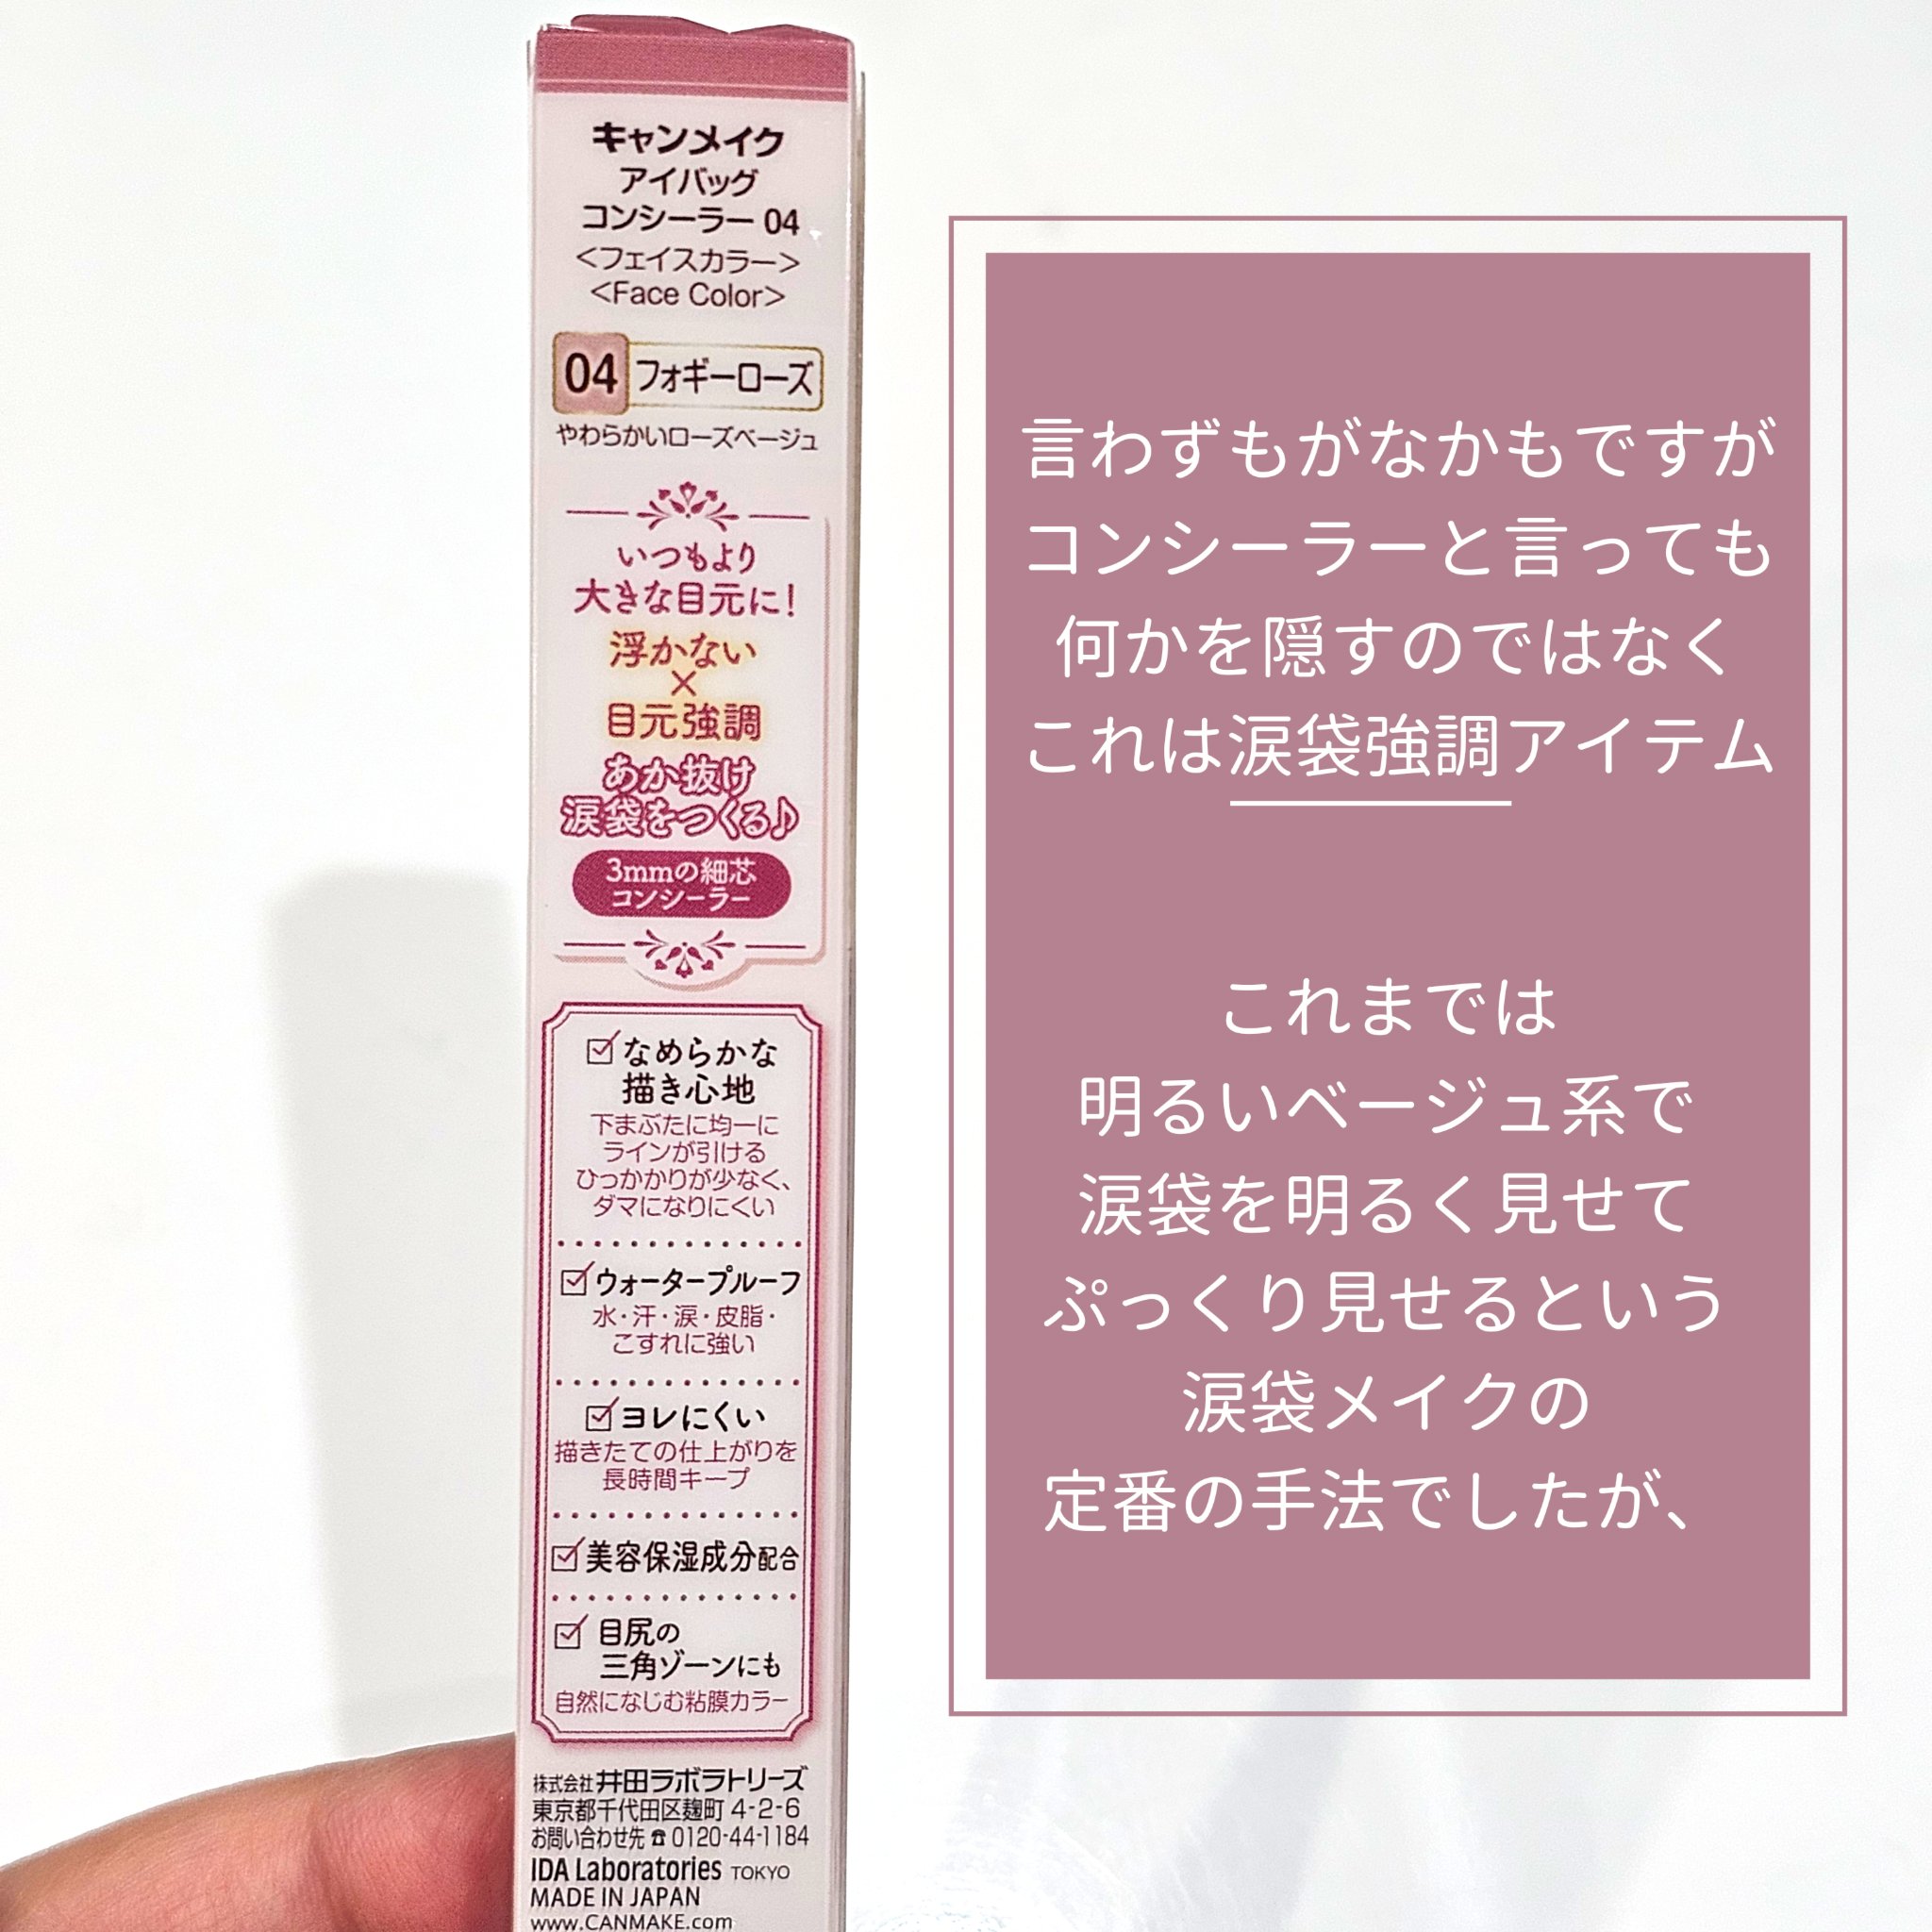 キャンメイク
アイバッグ
コンシーラー 04
<フェイスカラー>
<Face Color>
04 フォギーローズ
やわらかいローズベージュ
いつもより
大きな目元に!
浮かない
×
目元強調
あか抜け
涙袋をつくる♪
3mmの細芯
コンシーラー
なめらかな
描き心地
下まぶたに均一に
ラインが引ける
ひっかかりが少なく、
ダマになりにくい
ウォータープルーフ
水・汗・涙・皮脂・
こすれに強い
ヨレにくい
描きたての仕上がりを
長時間キープ
美容保湿成分配合
目尻の
三角ゾーンにも
自然になじむ粘膜カラー
株式会社 井田ラボラトリーズ
東京都千代田区麹町 4-2-6
お問い合わせ先 ☎ 0120-44-1184
IDA Laboratories TOKYO
MADE IN JAPAN
www.CANMAKE.com
言わずもがなかもですが
コンシーラーと言っても
何かを隠すのではなく
これは涙袋強調アイテム
これまでは
明るいベージュ系で
涙袋を明るく見せて
ぷっくり見せるという
涙袋メイクの
定番の手法でしたが、